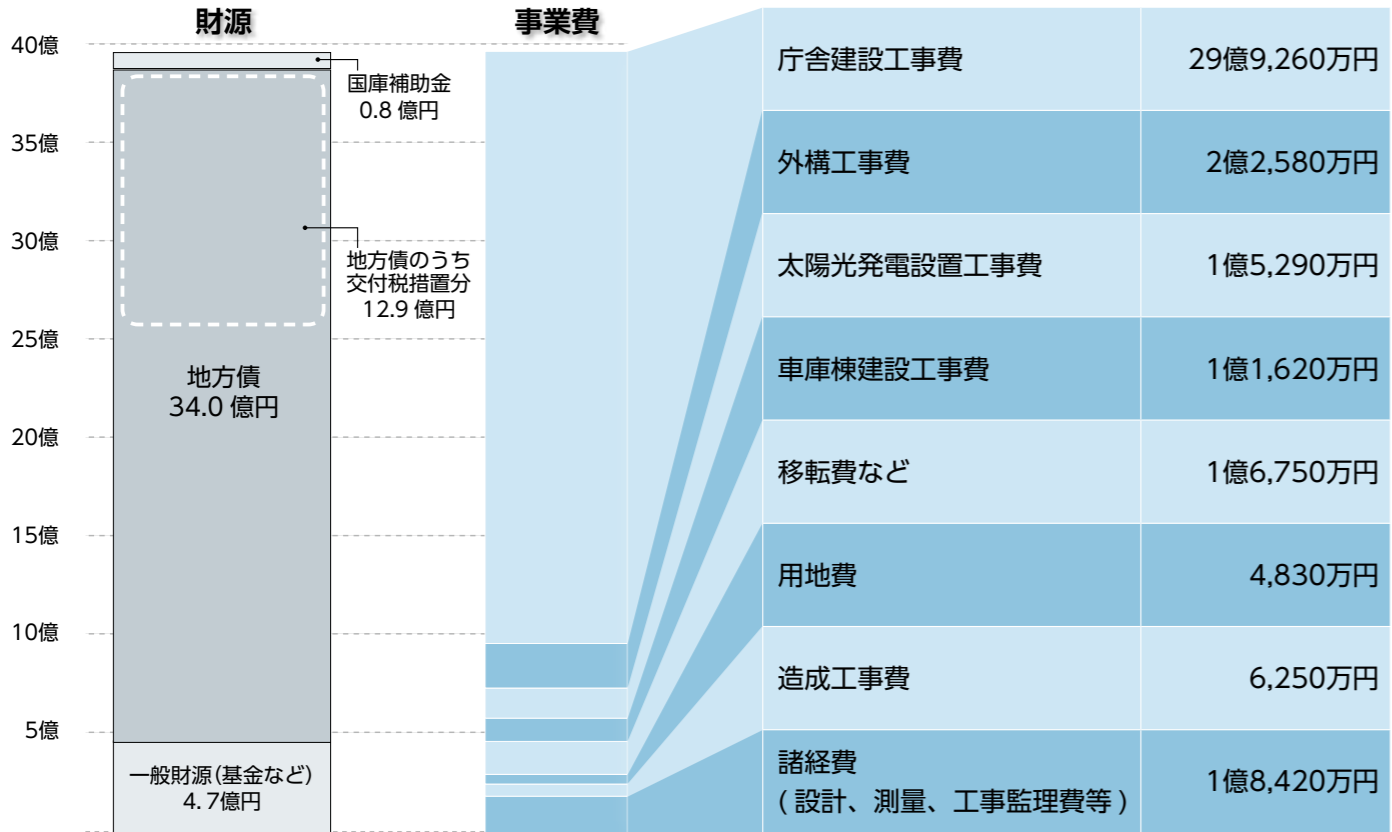 財源
事業費
40億
35億
30億
25億
20億
15億
10億
5億
国庫補助金
0.8 億円
地方債のうち
交付税措置分
12.9 億円
地方債
34.0 億円
一般財源(基金など)
4. 7億円
庁舎建設工事費 29億9,260万円
外構工事費 2億2,580万円
太陽光発電設置工事費 1億5,290万円
車庫棟建設工事費 1億1,620万円
移転費など 1億6,750万円
用地費 4,830万円
造成工事費 6,250万円
諸経費
( 設計、測量、工事監理費等 ) 1億8,420万円